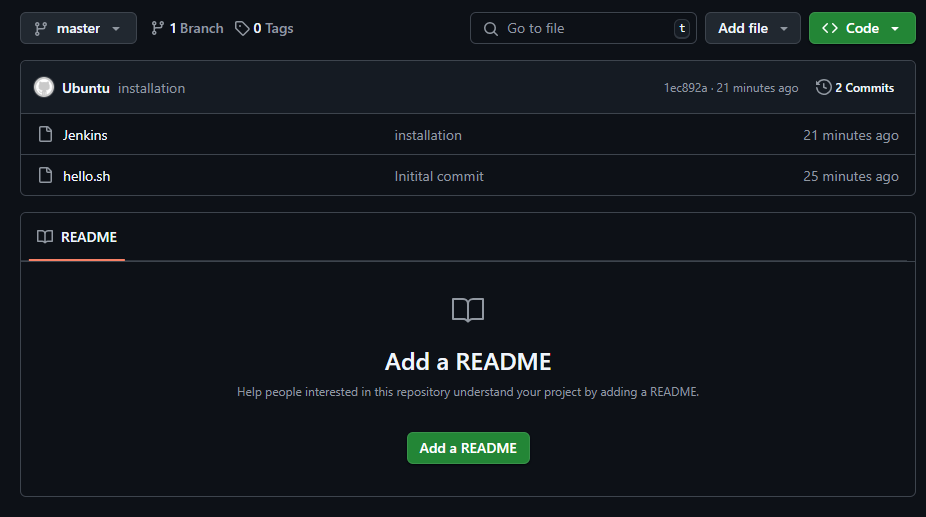 master 1 Branch 0 Tags Go to file t Add file Code
Ubuntu installation 1ec892a · 21 minutes ago 2 Commits
Jenkins installation 21 minutes ago
hello.sh Initital commit 25 minutes ago
README
Add a README
Help people interested in this repository understand your project by adding a README.
Add a README